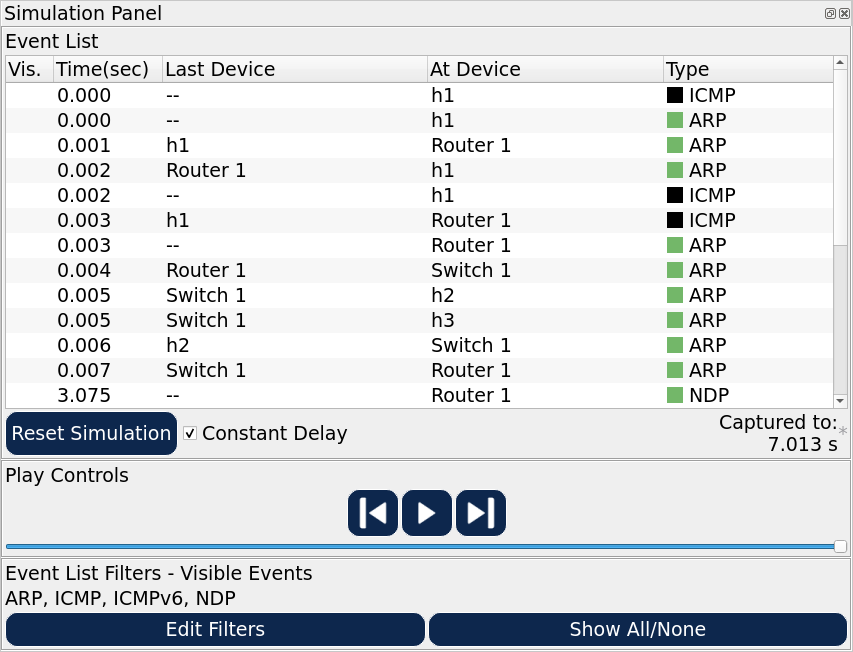 Simulation Panel
Event List
Vis. Time(sec) Last Device At Device Type
0.000 -- h1 ICMP
0.000 -- h1 ARP
0.001 h1 Router 1 ARP
0.002 Router 1 h1 ARP
0.002 -- h1 ICMP
0.003 h1 Router 1 ICMP
0.003 -- Router 1 ARP
0.004 Router 1 Switch 1 ARP
0.005 Switch 1 h2 ARP
0.005 Switch 1 h3 ARP
0.006 h2 Switch 1 ARP
0.007 Switch 1 Router 1 ARP
3.075 -- Router 1 NDP
Reset Simulation Constant Delay Captured to: *
7.013 s
Play Controls
Event List Filters - Visible Events
ARP, ICMP, ICMPv6, NDP
Edit Filters Show All/None